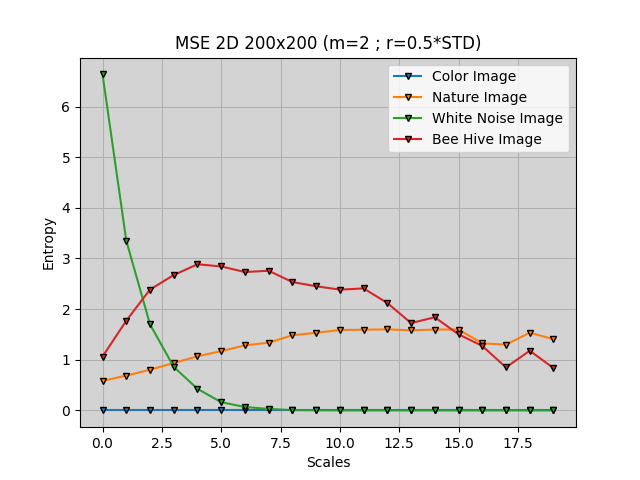 MSE 2D 200x200 (m=2 ; r=0.5*STD)
Color Image
Nature Image
White Noise Image
Bee Hive Image
Entropy
6
5
4
3
2
1
0
0.0 2.5 5.0 7.5 10.0 12.5 15.0 17.5
Scales